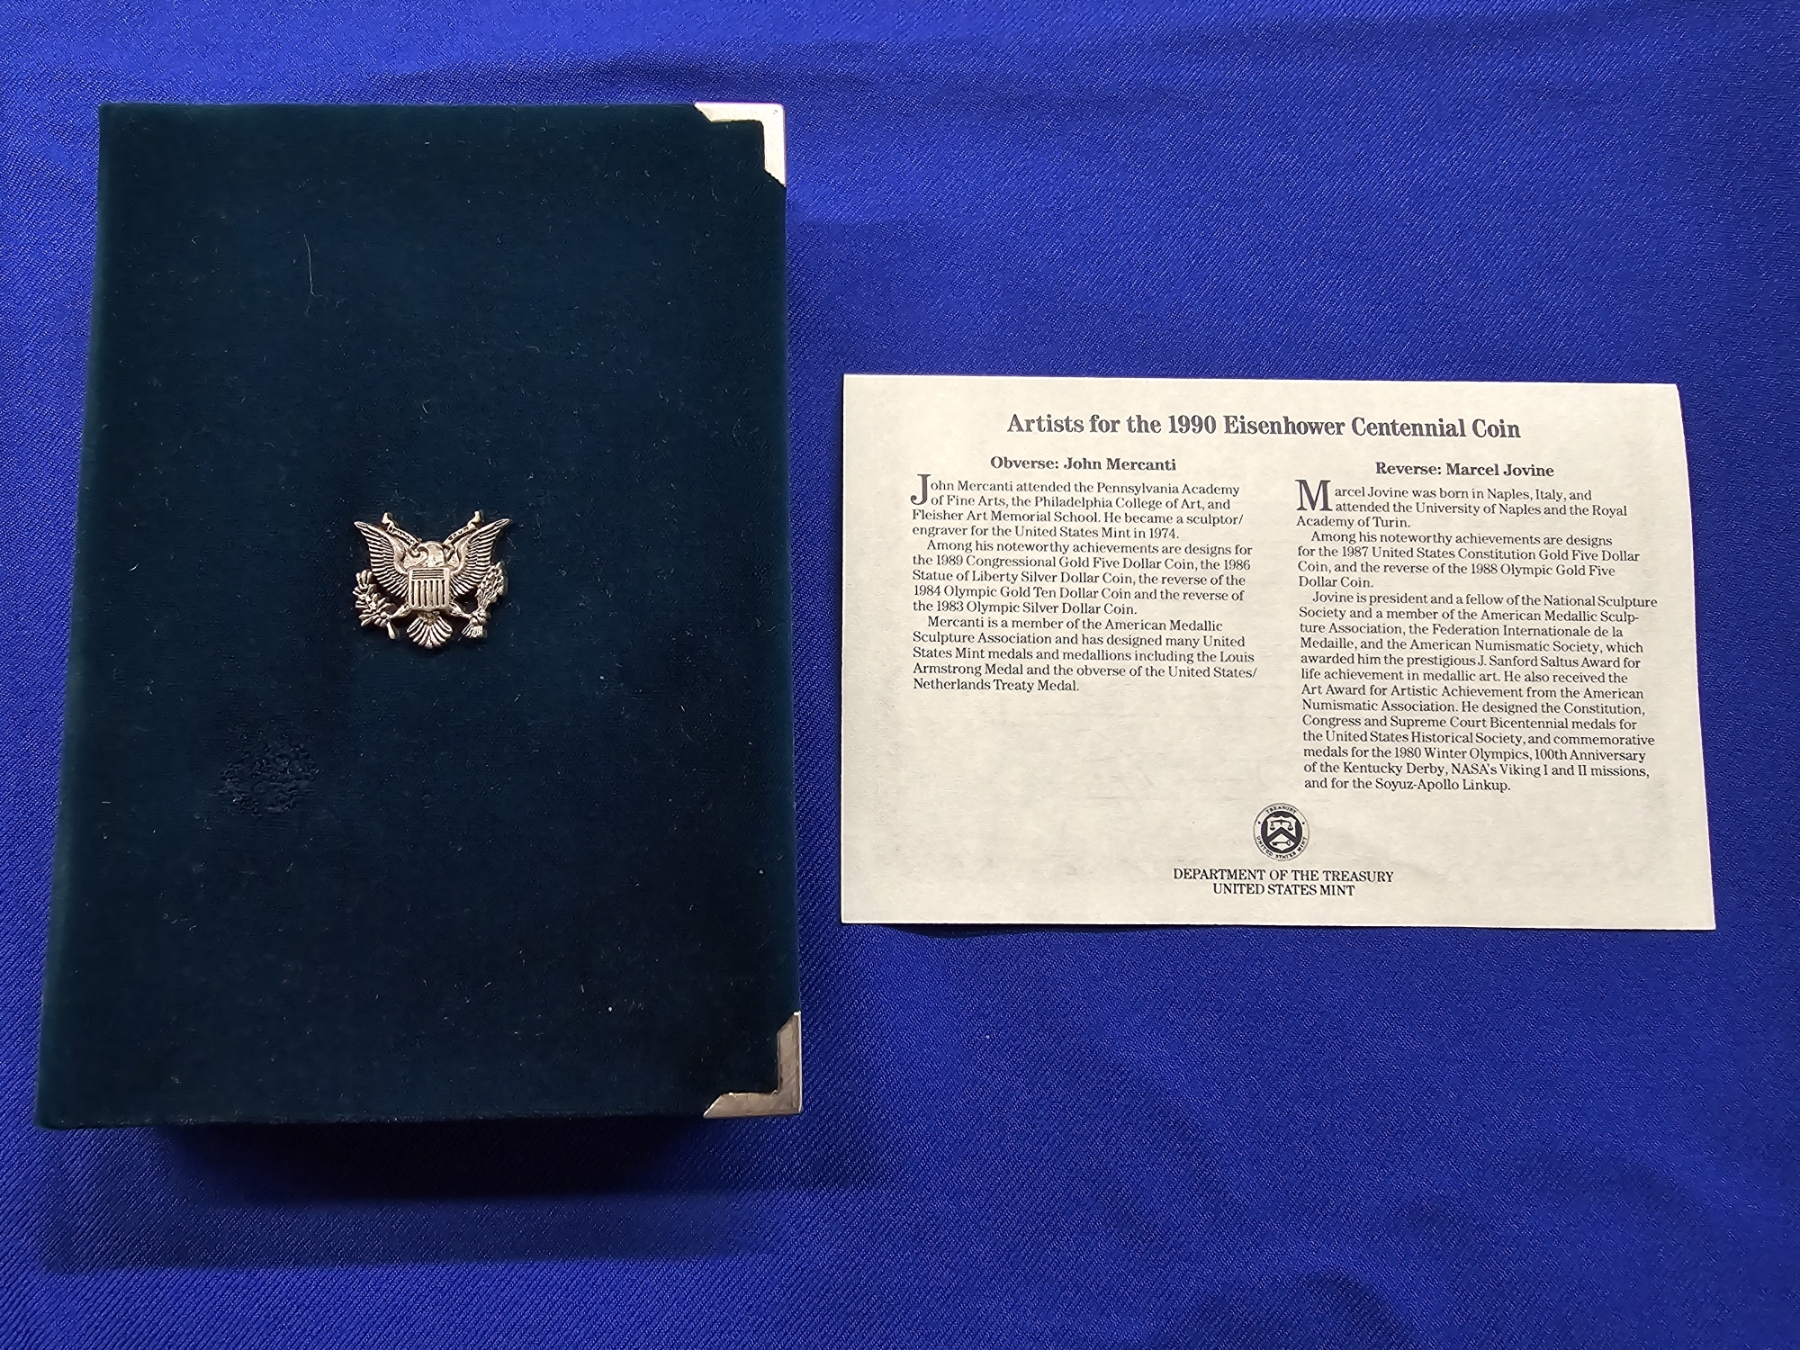 Artists for the 1990 Eisenhower Centennial Coin
Obverse: John Mercanti
John Mercanti attended the Pennsylvania Academy
of Fine Arts, the Philadelphia College of Art, and
Fleisher Art Memorial School. He became a sculptor/
engraver for the United States Mint in 1974.
Among his noteworthy achievements are designs for
the 1989 Congressional Gold Five Dollar Coin, the 1986
Statue of Liberty Silver Dollar Coin, the reverse of the
1984 Olympic Gold Ten Dollar Coin and the reverse of
the 1983 Olympic Silver Dollar Coin.
Mercanti is a member of the American Medallic
Sculpture Association and has designed many United
States Mint medals and medallions including the Louis
Armstrong Medal and the obverse of the United States/
Netherlands Treaty Medal.
Reverse: Marcel Jovine
Marcel Jovine was born in Naples, Italy, and
attended the University of Naples and the Royal
Academy of Turin.
Among his noteworthy achievements are designs
for the 1987 United States Constitution Gold Five Dollar
Coin, and the reverse of the 1988 Olympic Gold Five
Dollar Coin.
Jovine is president and a fellow of the National Sculpture
Society and a member of the American Medallic Sculp-
ture Association, the Federation Internationale de la
Medaille, and the American Numismatic Society, which
awarded him the prestigious J. Sanford Saltus Award for
life achievement in medallic art. He also received the
Art Award for Artistic Achievement from the American
Numismatic Association. He designed the Constitution,
Congress and Supreme Court Bicentennial medals for
the United States Historical Society, and commemorative
medals for the 1980 Winter Olympics, 100th Anniversary
of the Kentucky Derby, NASA's Viking I and II missions,
and for the Soyuz-Apollo Linkup.
TREASURY
UNITED STATES MINT
DEPARTMENT OF THE TREASURY
UNITED STATES MINT